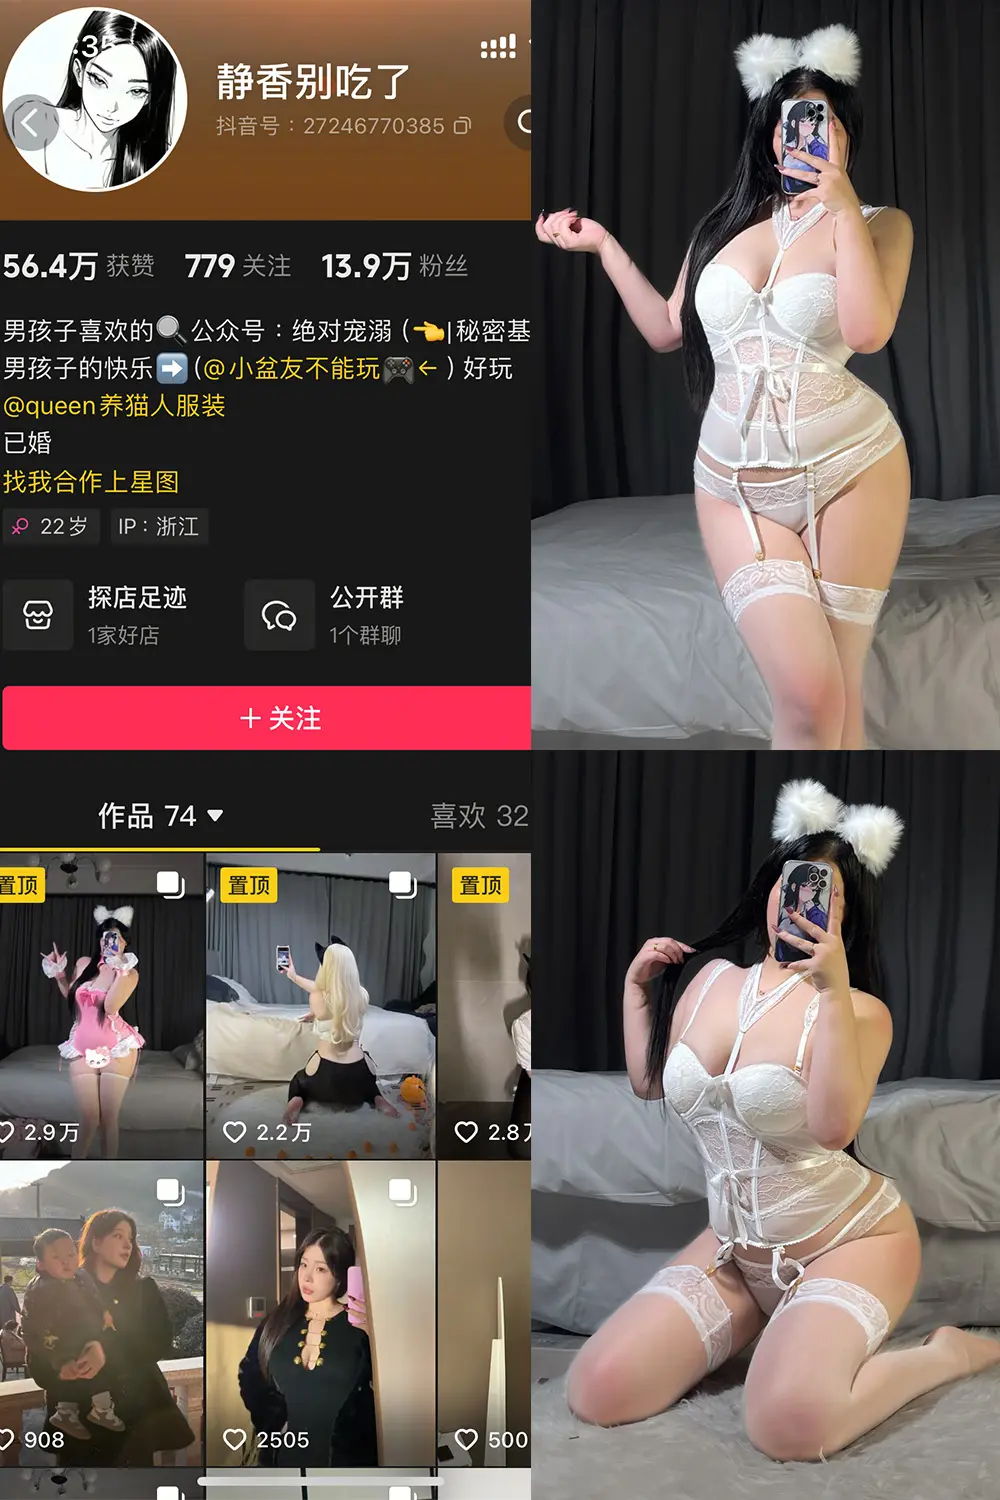 :35
静香别吃了
抖音号：27246770385
56.4万 获赞 779 关注 13.9万 粉丝
男孩子喜欢的🔍公众号：绝对宠溺（👈|秘密基
男孩子的快乐➡️(@小盆友不能玩🎮←）好玩
@queen养猫人服装
已婚
找我合作上星图
22岁 IP：浙江
探店足迹
1家好店
公开群
1个群聊
＋关注
作品 74
喜欢 32
置顶
置顶
置顶
2.9万
2.2万
2.8
908
2505
500